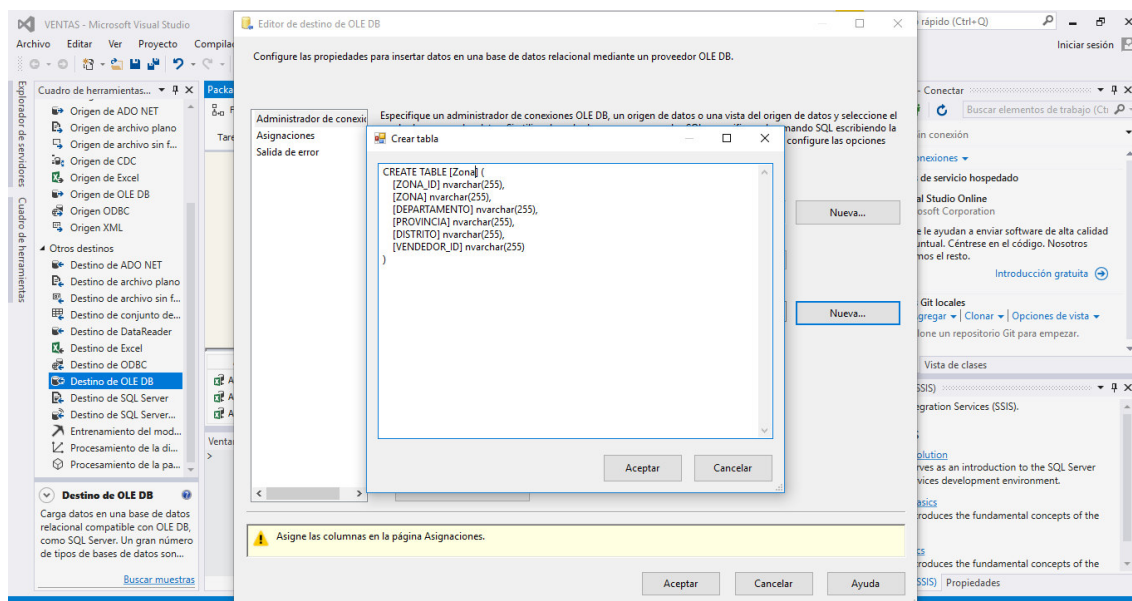 VENTAS - Microsoft Visual Studio
Editor de destino de OLE DB
rápido (Ctrl+Q)
Archivo Editar Ver Proyecto Compila
Iniciar sesión
Configure las propiedades para insertar datos en una base de datos relacional mediante un proveedor OLE DB.
Explorador de servidores
Cuadro de herramientas
Cuadro de herramientas...
Origen de ADO NET
Origen de archivo plano
Origen de archivo sin f...
Origen de CDC
Origen de Excel
Origen de OLE DB
Origen ODBC
Origen XML
Otros destinos
Destino de ADO NET
Destino de archivo plano
Destino de archivo sin f...
Destino de conjunto de...
Destino de DataReader
Destino de Excel
Destino de ODBC
Destino de OLE DB
Destino de SQL Server
Destino de SQL Server...
Entrenamiento del mod...
Procesamiento de la di...
Procesamiento de la pa...
Destino de OLE DB
Carga datos en una base de datos
relacional compatible con OLE DB,
como SQL Server. Un gran número
de tipos de bases de datos son...
Buscar muestras
Packa
F
Tare
A
A
A
Venta
>
Administrador de conexi
Asignaciones
Salida de error
Especifique un administrador de conexiones OLE DB, un origen de datos o una vista del origen de datos y seleccione el
mando SQL escribiendo la
configure las opciones
Crear tabla
CREATE TABLE [Zona] (
[ZONA_ID] nvarchar(255),
[ZONA] nvarchar(255),
[DEPARTAMENTO] nvarchar(255),
[PROVINCIA] nvarchar(255),
[DISTRITO] nvarchar(255),
[VENDEDOR_ID] nvarchar(255)
)
Aceptar Cancelar
Nueva...
Nueva...
Asigne las columnas en la página Asignaciones.
Aceptar Cancelar Ayuda
- Conectar
Buscar elementos de trabajo (Ct
in conexión
onexiones
de servicio hospedado
al Studio Online
osoft Corporation
e le ayudan a enviar software de alta calidad
untual. Céntrese en el código. Nosotros
mos el resto.
Introducción gratuita
Git locales
gregar | Clonar | Opciones de vista
lone un repositorio Git para empezar.
Vista de clases
SSIS)
egration Services (SSIS).
olution
rves as an introduction to the SQL Server
vices development environment.
asics
roduces the fundamental concepts of the
cs
roduces the fundamental concepts of the
SSIS) Propiedades